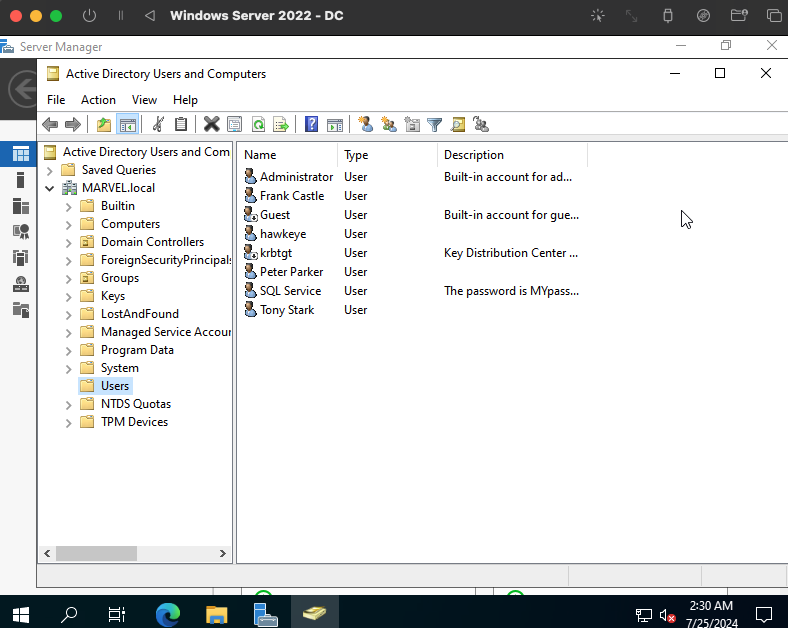 Windows Server 2022 - DC
Server Manager
Active Directory Users and Computers
File Action View Help
Active Directory Users and Com
Saved Queries
MARVEL.local
Builtin
Computers
Domain Controllers
ForeignSecurityPrincipals
Groups
Keys
LostAndFound
Managed Service Accoun
Program Data
System
Users
NTDS Quotas
TPM Devices
Name Type Description
Administrator User Built-in account for ad...
Frank Castle User
Guest User Built-in account for gue...
hawkeye User
krbtgt User Key Distribution Center ...
Peter Parker User
SQL Service User The password is MYpass...
Tony Stark User
2:30 AM
7/25/2024